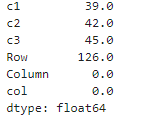 c1 39.0
c2 42.0
c3 45.0
Row 126.0
Column 0.0
col 0.0
dtype: float64